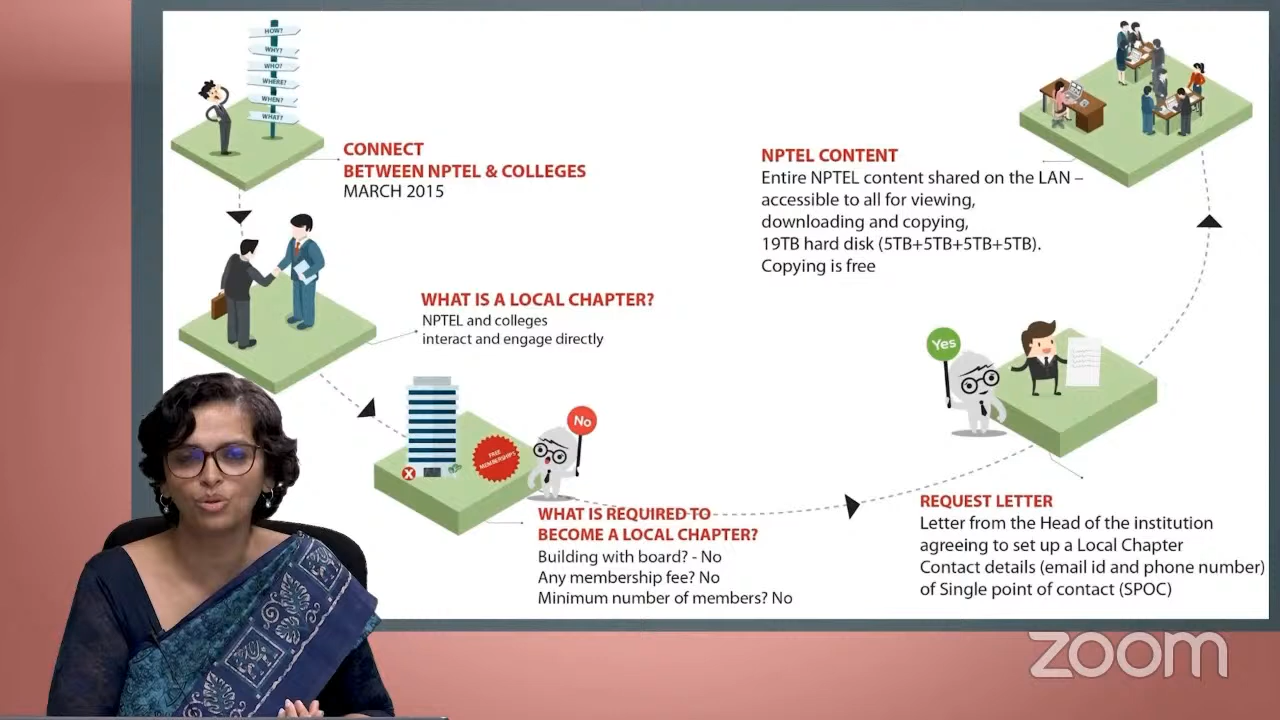 HOW?
WHY?
WHO?
WHERE?
WHEN?
WHAT?
CONNECT
BETWEEN NPTEL & COLLEGES
MARCH 2015
WHAT IS A LOCAL CHAPTER?
NPTEL and colleges
interact and engage directly
FREE
MEMBERSHIPS
No
WHAT IS REQUIRED TO
BECOME A LOCAL CHAPTER?
Building with board? - No
Any membership fee? No
Minimum number of members? No
Yes
REQUEST LETTER
Letter from the Head of the institution
agreeing to set up a Local Chapter
Contact details (email id and phone number)
of Single point of contact (SPOC)
NPTEL CONTENT
Entire NPTEL content shared on the LAN –
accessible to all for viewing,
downloading and copying,
19TB hard disk (5TB+5TB+5TB+5TB).
Copying is free
zoom